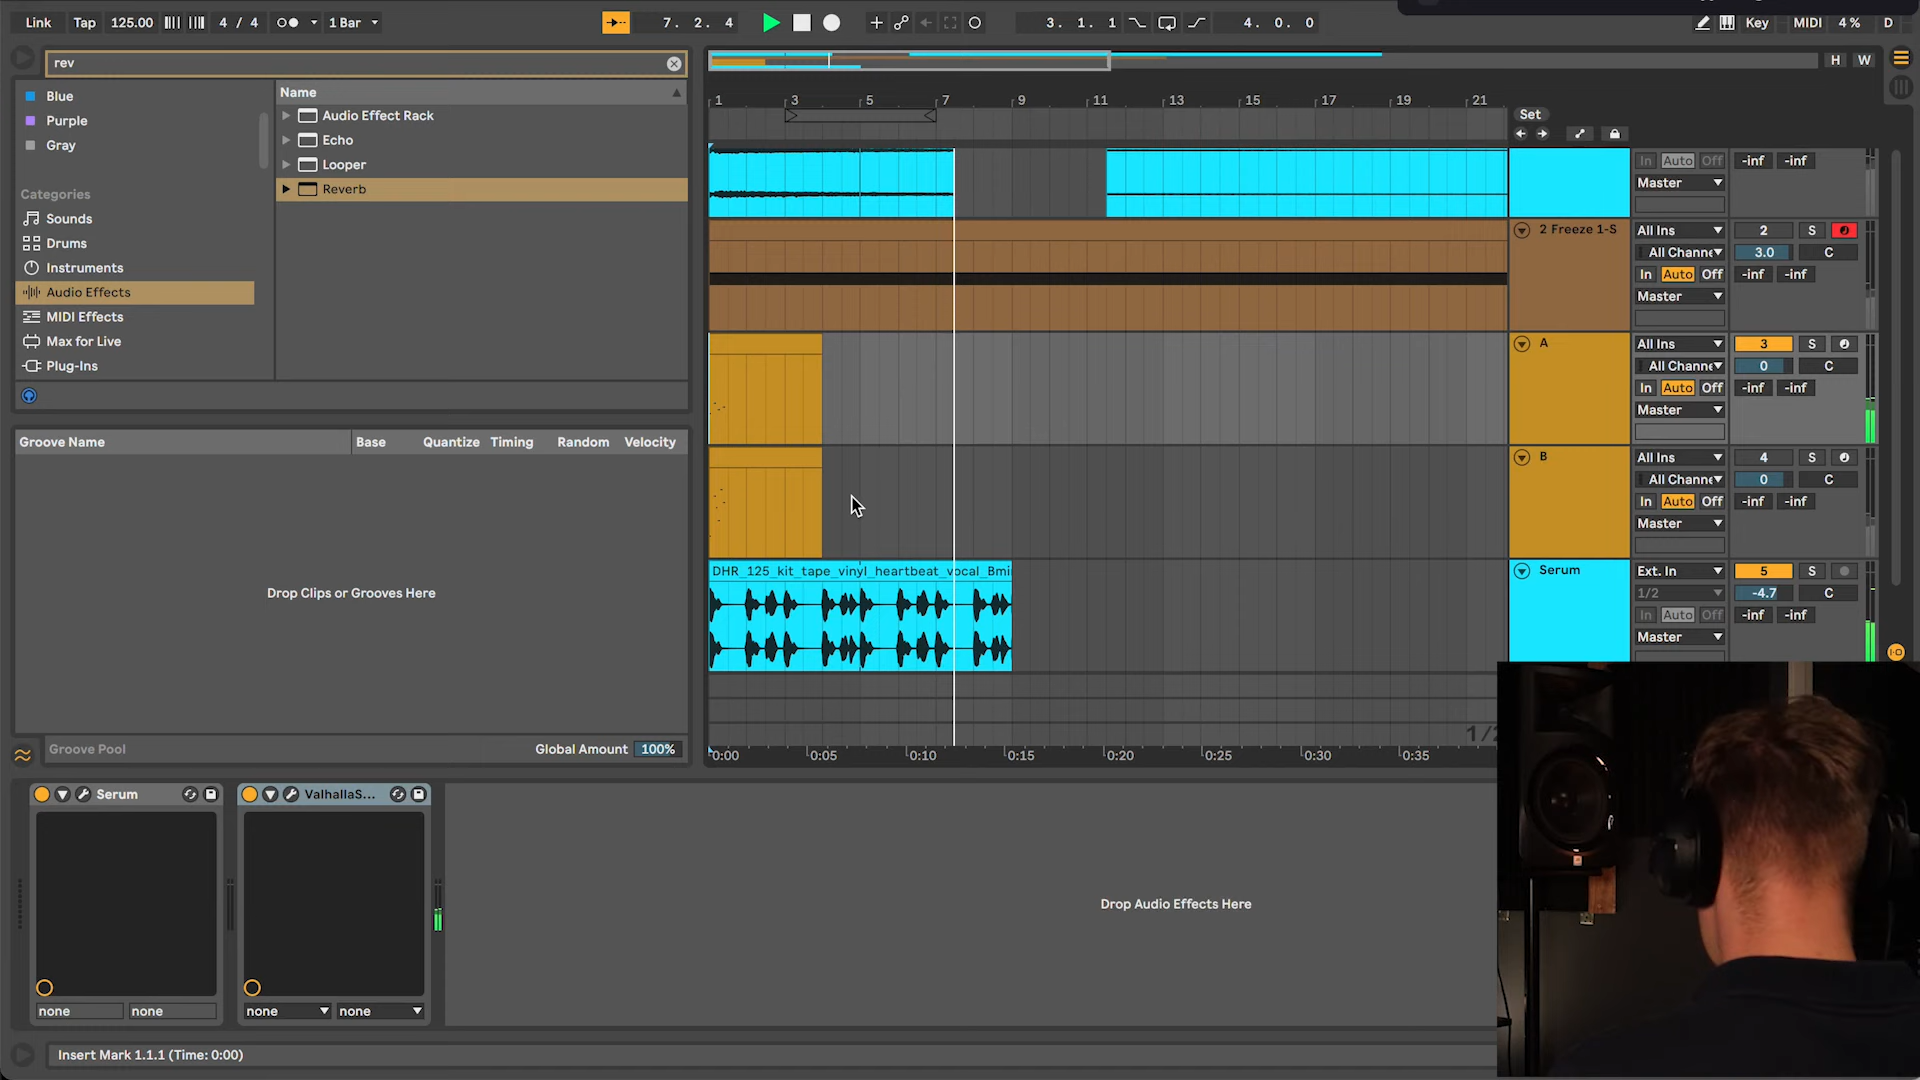 Link Tap 125.00 4 / 4 1 Bar 7. 2. 4 3. 1. 1 4. 0. 0 Key MIDI 4 % D
rev
H W
Blue
Purple
Gray
Categories
Sounds
Drums
Instruments
Audio Effects
MIDI Effects
Max for Live
Plug-Ins
Name
Audio Effect Rack
Echo
Looper
Reverb
1 3 5 7 9 11 13 15 17 19 21
Set
In Auto Off -inf -inf
Master
2 Freeze 1-S All Ins 2 S
All Channe 3.0 C
In Auto Off -inf -inf
Master
A All Ins 3 S
All Channe 0 C
In Auto Off -inf -inf
Master
B All Ins 4 S
All Channe 0 C
In Auto Off -inf -inf
Master
DHR_125_kit_tape_vinyl_heartbeat_vocal_Bmi
Serum Ext. In 5 S
1/2 -4.7 C
In Auto Off -inf -inf
Master
1/2
0:00 0:05 0:10 0:15 0:20 0:25 0:30 0:35
Groove Name Base Quantize Timing Random Velocity
Drop Clips or Grooves Here
Groove Pool Global Amount 100%
Serum
ValhallaS...
none none
none none
Drop Audio Effects Here
Insert Mark 1.1.1 (Time: 0:00)